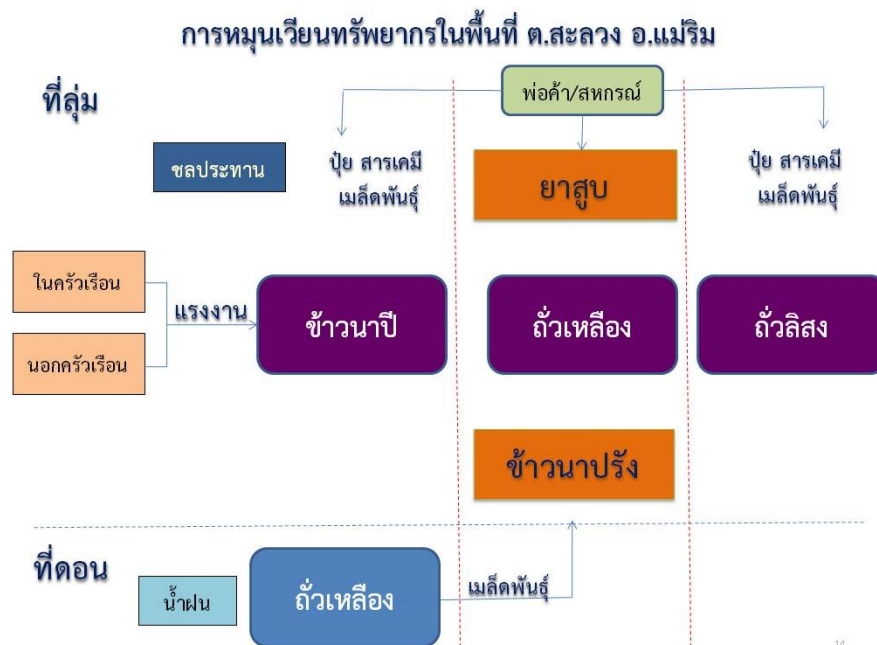 การหมุนเวียนทรัพยากรในพื้นที่ ต.สะลวง อ.แม่ริม
ที่ลุ่ม
พ่อค้า/สหกรณ์
ชลประทาน
ปุ๋ย สารเคมี
เมล็ดพันธุ์
ยาสูบ
ปุ๋ย สารเคมี
เมล็ดพันธุ์
ในครัวเรือน
นอกครัวเรือน
แรงงาน
ข้าวนาปี
ถั่วเหลือง
ถั่วลิสง
ข้าวนาปรัง
ที่ดอน
น้ำฝน
ถั่วเหลือง
เมล็ดพันธุ์
14